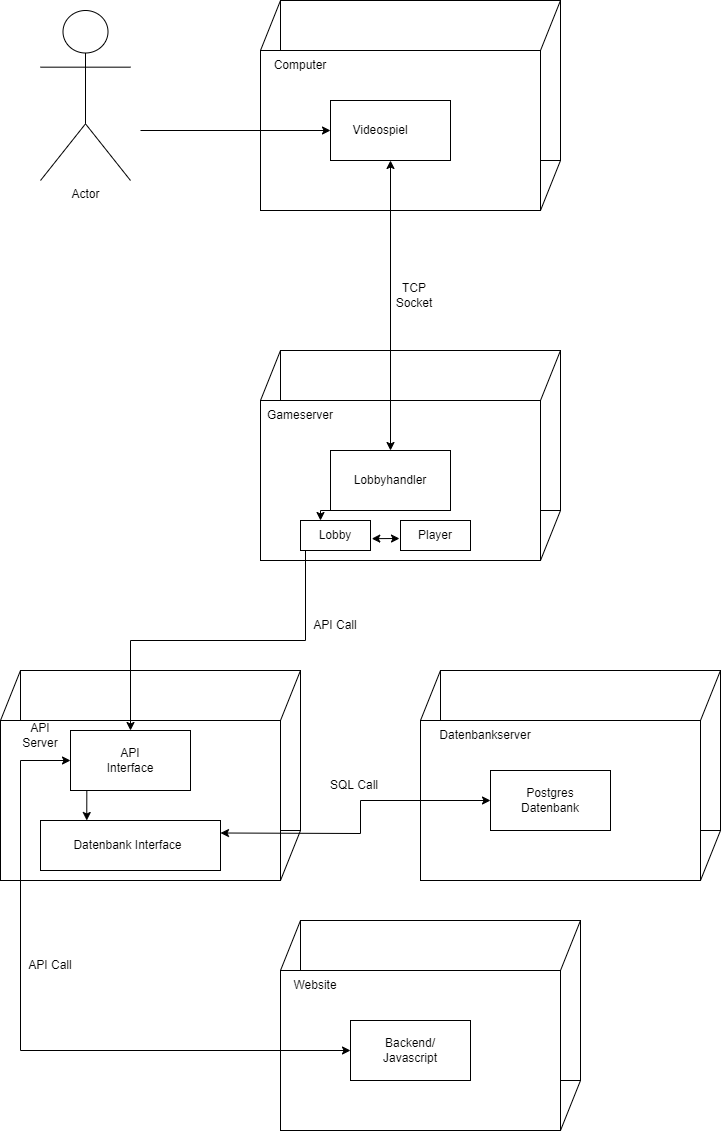 Computer
Videospiel
Actor
TCP
Socket
Gameserver
Lobbyhandler
Lobby
Player
API Call
API
Server
API
Interface
Datenbank Interface
SQL Call
Datenbankserver
Postgres
Datenbank
API Call
Website
Backend/
Javascript